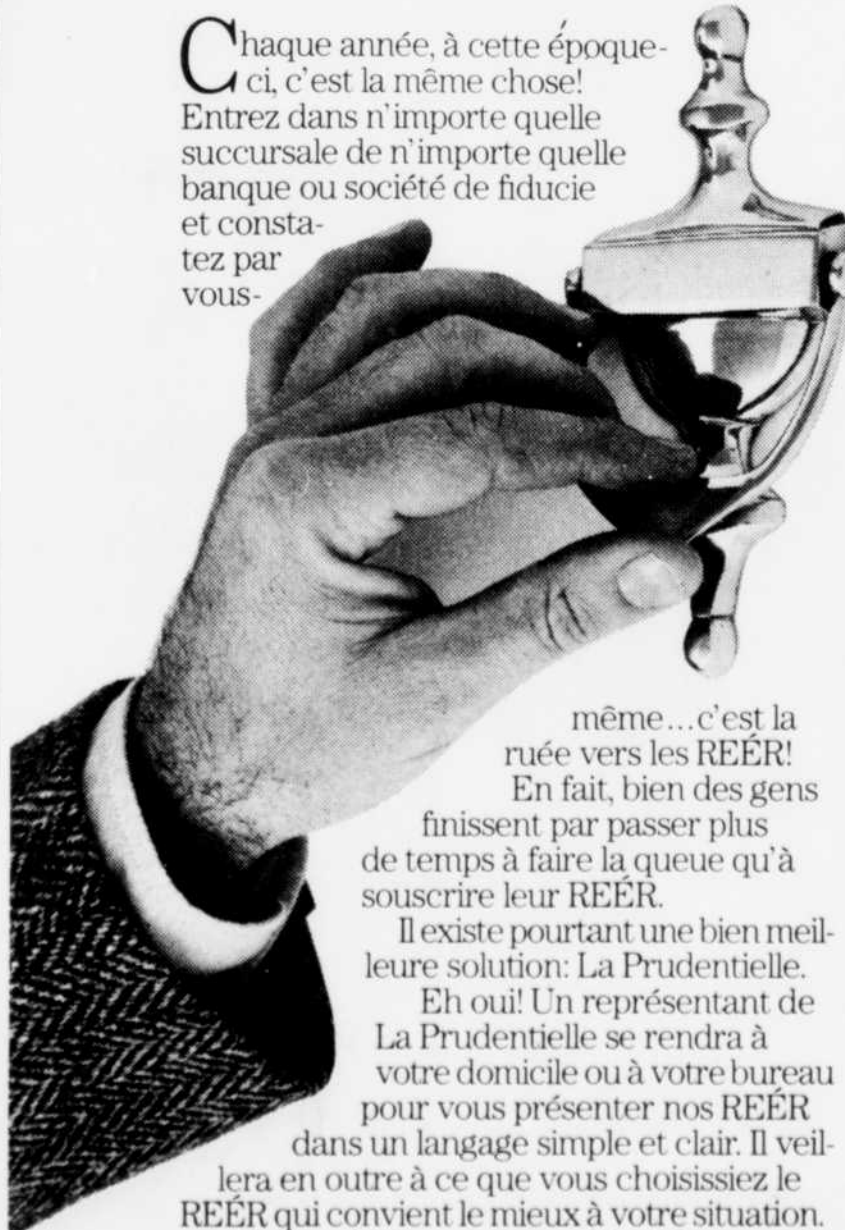 Chaque année, à cette époque-
ci, c'est la même chose!
Entrez dans n'importe quelle
succursale de n'importe quelle
banque ou société de fiducie
et consta-
tez par
vous-
même...c'est la
ruée vers les REÉR!
En fait, bien des gens
finissent par passer plus
de temps à faire la queue qu'à
souscrire leur REÉR.
Il existe pourtant une bien meil-
leure solution: La Prudentielle.
Eh oui! Un représentant de
La Prudentielle se rendra à
votre domicile ou à votre bureau
pour vous présenter nos REÉR
dans un langage simple et clair. Il veil-
lera en outre à ce que vous choisissiez le
REÉR qui convient le mieux à votre situation.